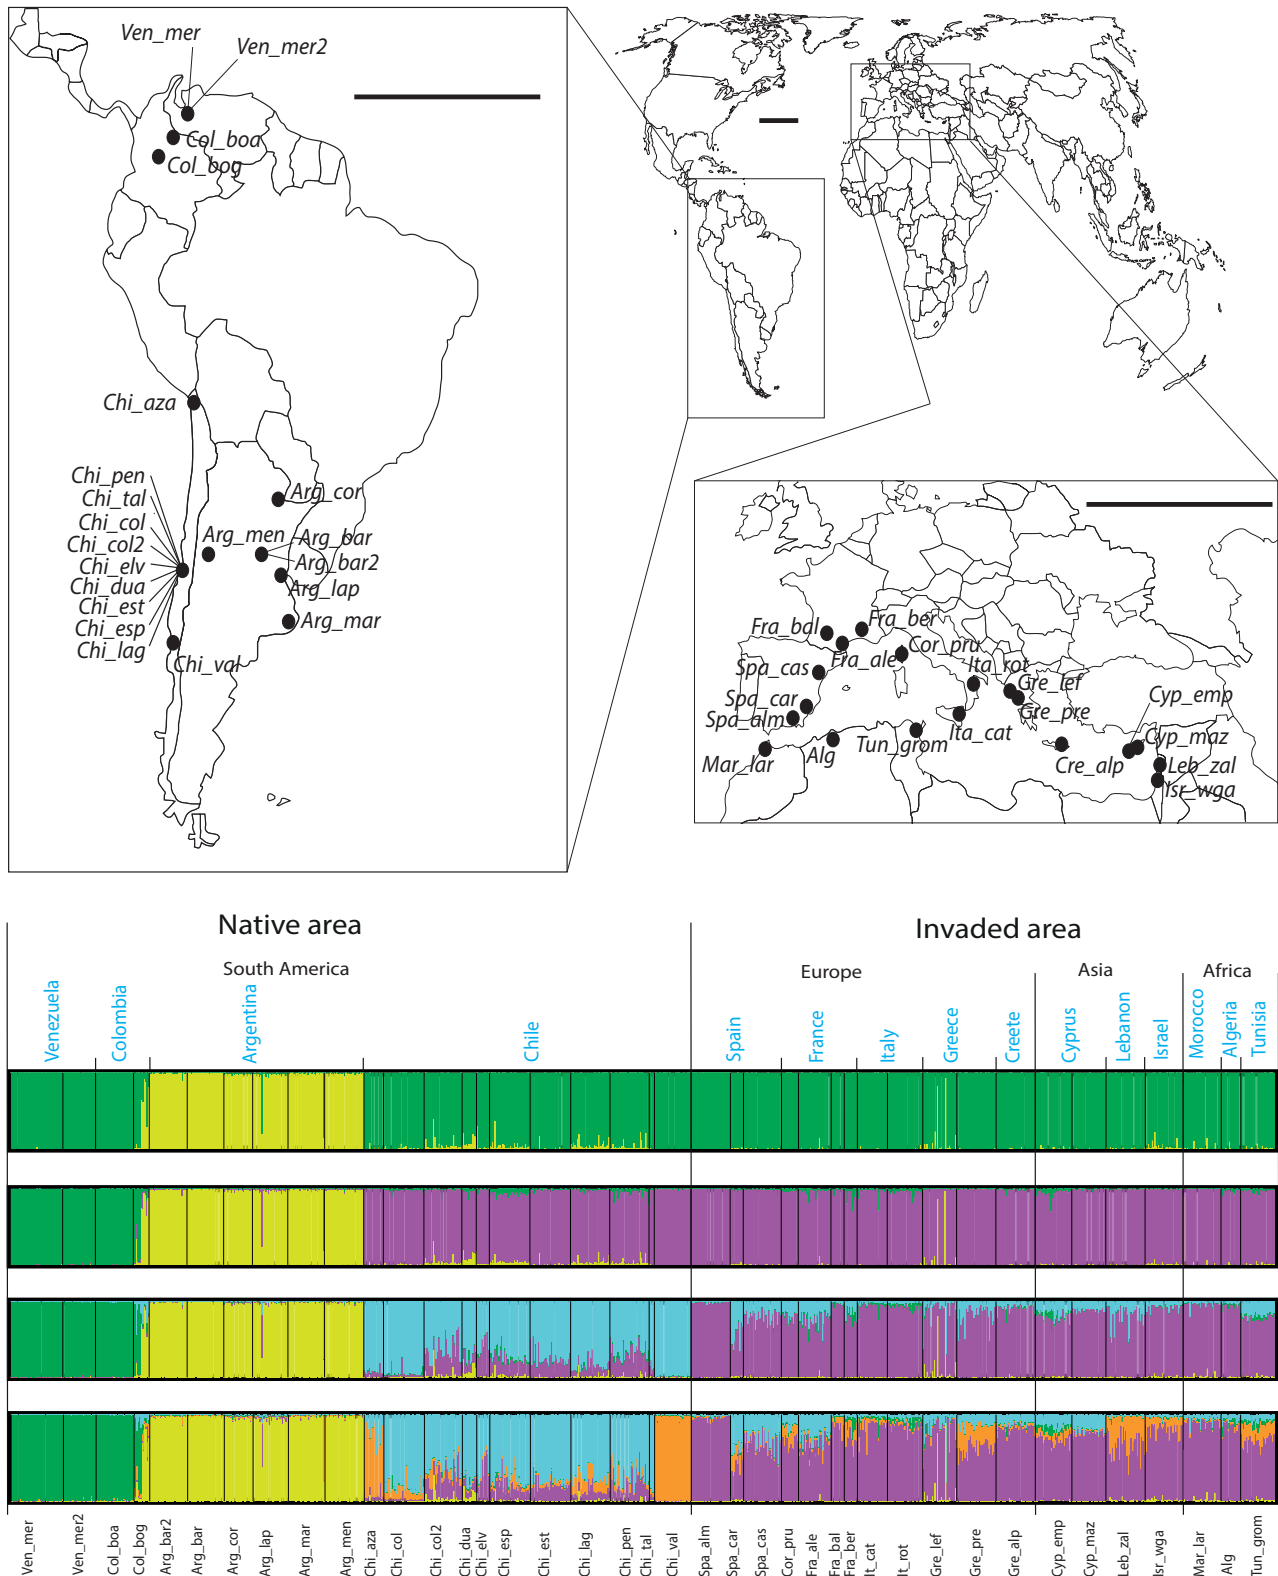 Ven_mer
Ven_mer2
Col_boa
Col_bog
Chi_aza
Chi_pen
Chi_tal
Chi_col
Chi_col2
Chi_elv
Chi_dua
Chi_est
Chi_esp
Chi_lag
Chi_val
Arg_cor
Arg_men
Arg_bar
Arg_bar2
Arg_lap
Arg_mar
Fra_bal
Fra_ber
Fra_ale
Cor_pru
Spa_cas
Ita_rot
Gre_lef
Spa_car
Gre_pre
Cyp_emp
Spa_alm
Ita_cat
Mar_lar
Alg
Tun_grom
Cre_alp
Cyp_maz
Leb_zal
Isr_wga
Native area
Invaded area
South America
Europe
Asia
Africa
Venezuela
Colombia
Argentina
Chile
Spain
France
Italy
Greece
Creete
Cyprus
Lebanon
Israel
Morocco
Algeria
Tunisia
Ven_mer
Ven_mer2
Col_boa
Col_bog
Arg_bar2
Arg_bar
Arg_cor
Arg_lap
Arg_mar
Arg_men
Chi_aza
Chi_col
Chi_col2
Chi_dua
Chi_elv
Chi_esp
Chi_est
Chi_lag
Chi_pen
Chi_tal
Chi_val
Spa_alm
Spa_car
Spa_cas
Cor_pru
Fra_ale
Fra_bal
Fra_ber
It_cat
It_rot
Gre_lef
Gre_pre
Gre_alp
Cyp_emp
Cyp_maz
Leb_zal
Isr_wga
Mar_lar
Alg
Tun_grom